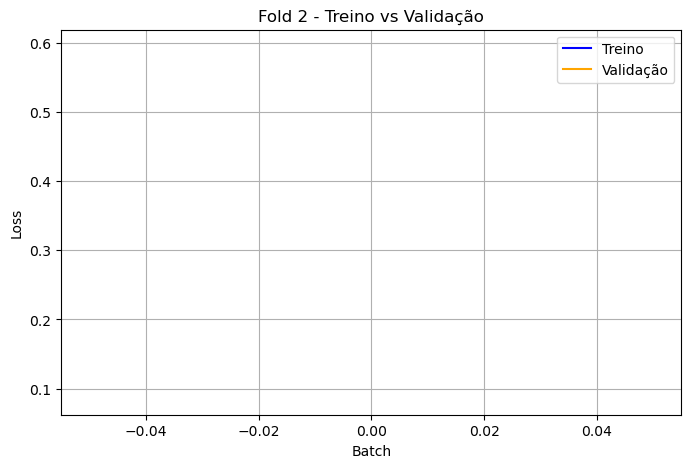 Fold 2 - Treino vs Validação
Treino
Validação
0.6
0.5
0.4
0.3
0.2
0.1
Loss
−0.04
−0.02
0.00
0.02
0.04
Batch